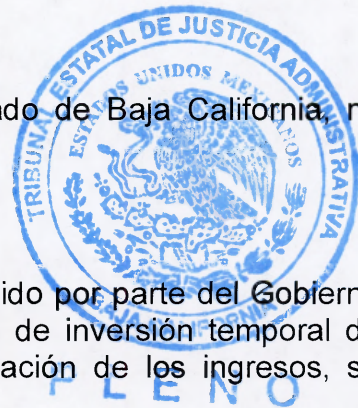 TRIBUNAL ESTATAL DE JUSTICIA ADMINISTRATIVA
ESTADOS UNIDOS MEXICANOS
ado de Baja California,
ido por parte del Gobiern
de inversión temporal d
ación de los ingresos, s
PLENO